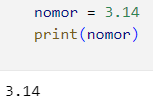 nomor = 3.14
print(nomor)
3.14